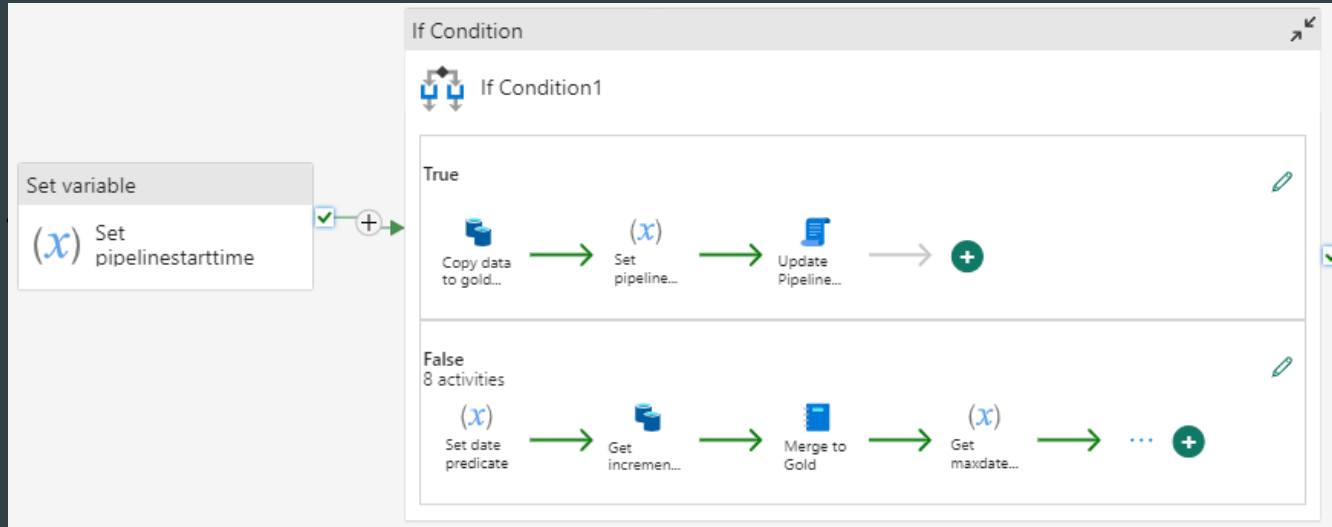 If Condition
If Condition1
Set variable
(x)
Set
pipelinestarttime
True
Copy data
to gold...
(x)
Set
pipeline...
Update
Pipeline...
False
8 activities
(x)
Set date
predicate
Get
incremen...
Merge to
Gold
(x)
Get
maxdate...
...